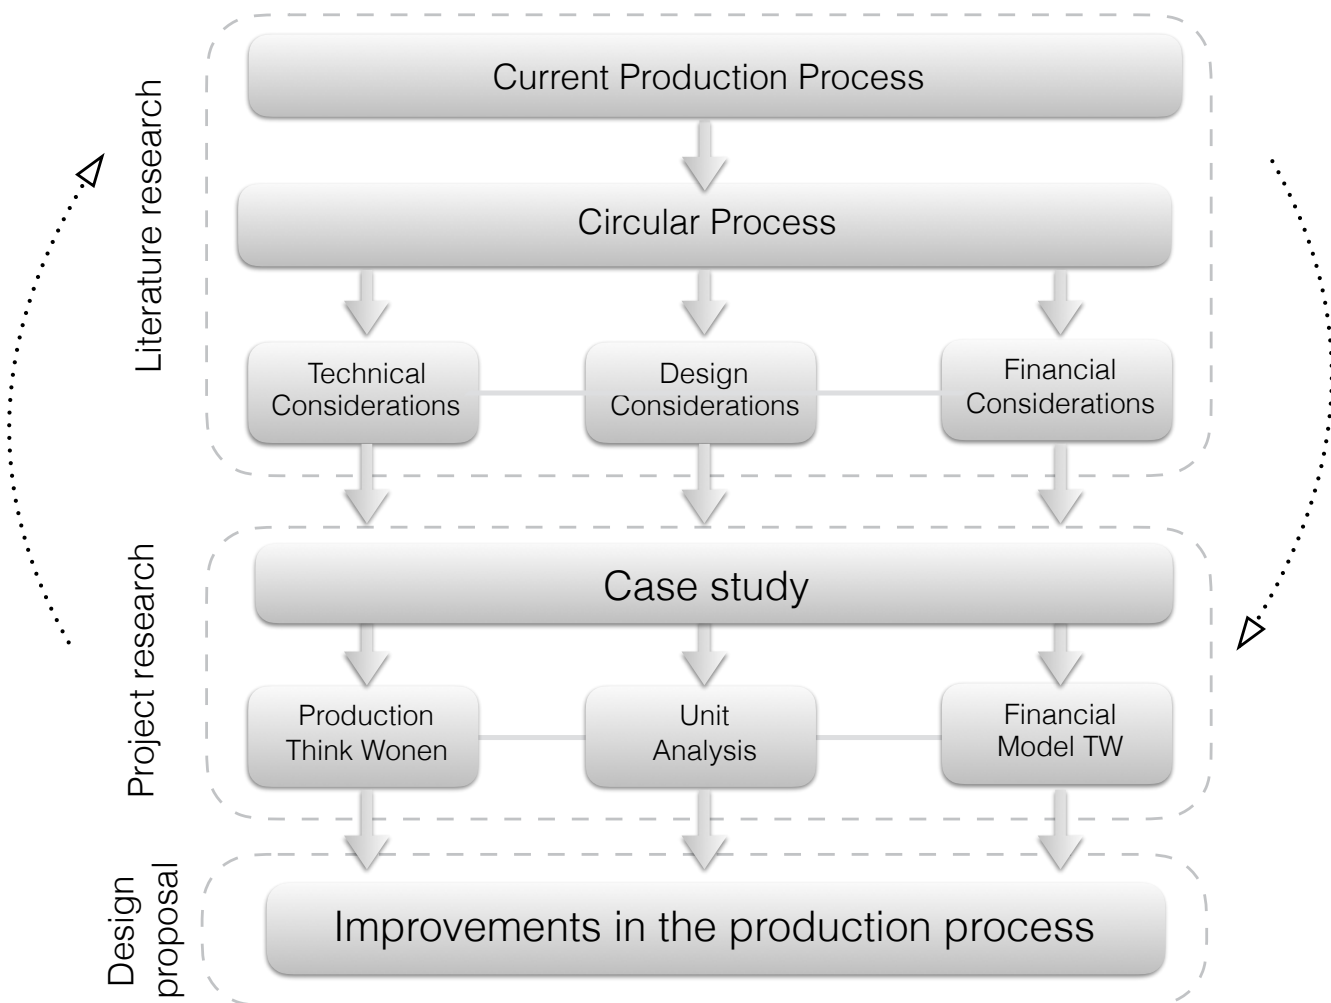 Literature research
Current Production Process
Circular Process
Technical
Considerations
Design
Considerations
Financial
Considerations
Project research
Case study
Production
Think Wonen
Unit
Analysis
Financial
Model TW
Design
proposal
Improvements in the production process